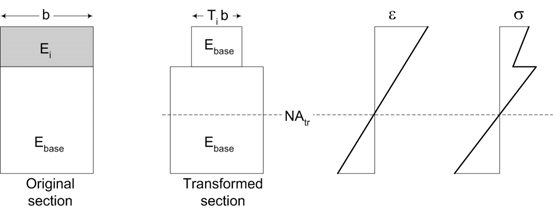 b
T_i b
ε
σ
E_i
E_base
NA_tr
E_base
E_base
Original
section
Transformed
section